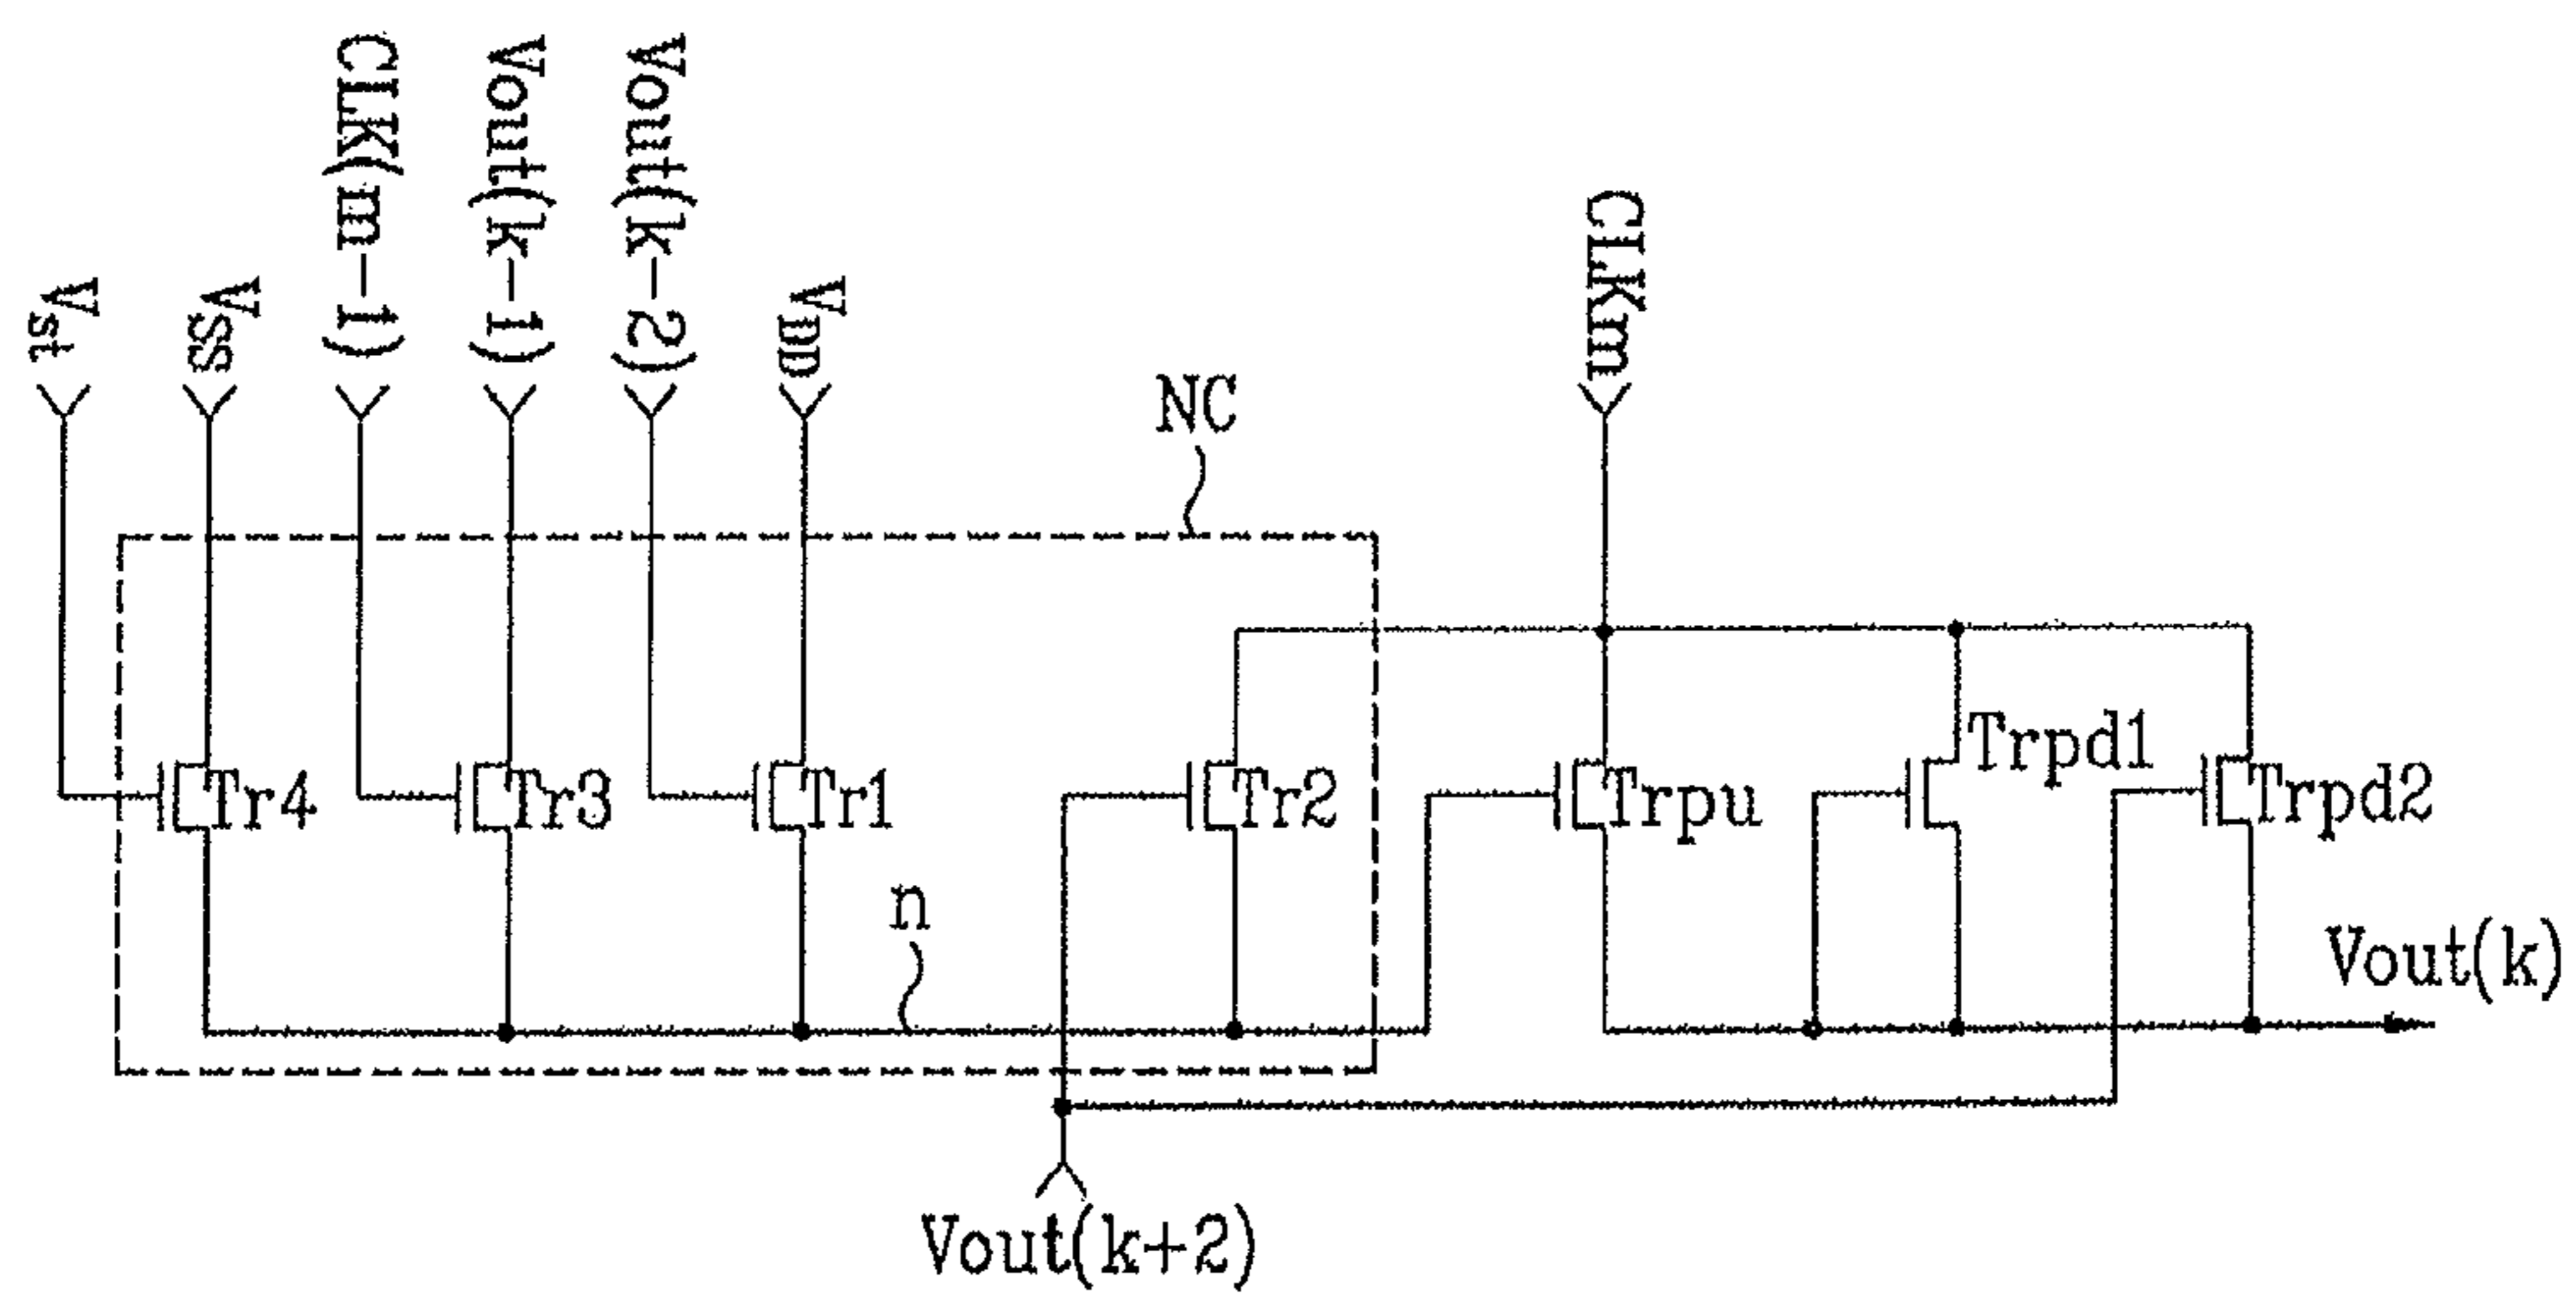 Vst
VSS
CLK(m-1)
Vout(k-1)
Vout(k-2)
VDD
CLKm
NC
Tr4
Tr3
Tr1
Tr2
Trpu
Trpd1
Trpd2
n
Vout(k)
Vout(k+2)